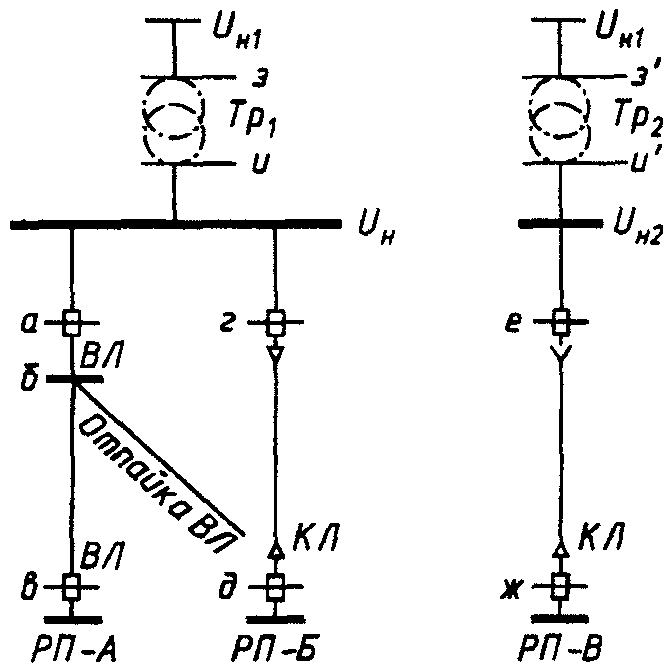 Uн1
Uн1
з
з'
Тр1
Тр2
и
и'
Uн
Uн2
а
г
е
ВЛ
б
Отпайка ВЛ
КЛ
КЛ
ВЛ
в
д
ж
РП-А
РП-Б
РП-В